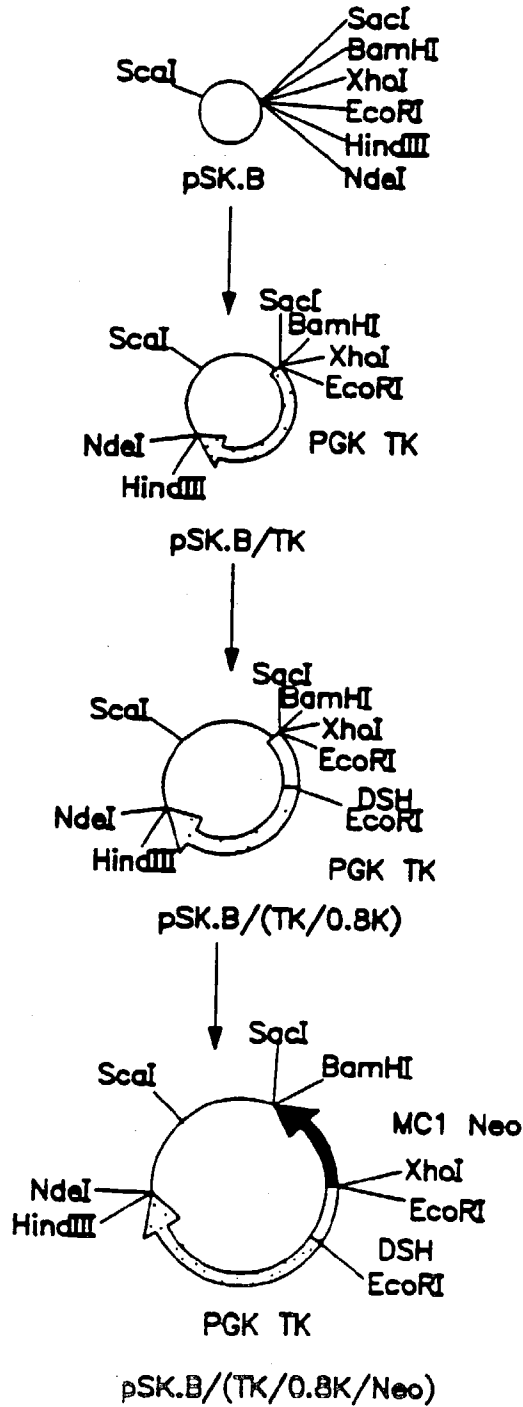 SacI
BamHI
ScaI
XhoI
EcoRI
HindIII
NdeI
pSK.B
SacI
BamHI
ScaI
XhoI
EcoRI
NdeI
PGK TK
HindIII
pSK.B/TK
SacI
BamHI
ScaI
XhoI
EcoRI
DSH
NdeI
EcoRI
HindIII
PGK TK
pSK.B/(TK/0.8K)
SacI
BamHI
ScaI
MC1 Neo
XhoI
NdeI
EcoRI
HindIII
DSH
EcoRI
PGK TK
pSK.B/(TK/0.8K/Neo)